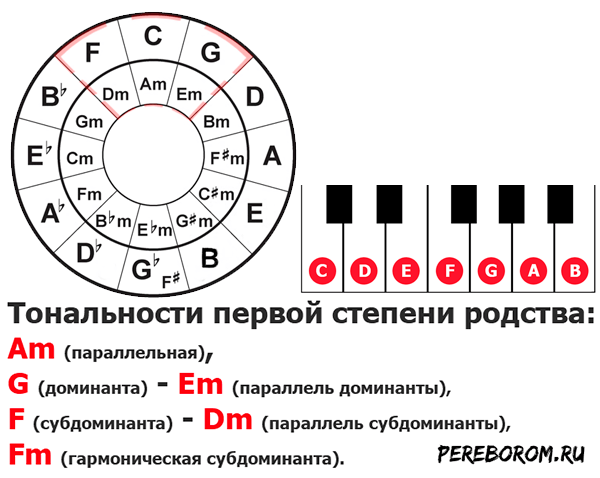 C
F
G
B♭
D
E♭
A
A♭
E
D♭
B
G♭
F#
Am
Dm
Em
Gm
Bm
Cm
F#m
Fm
C#m
B♭m
E♭m
G#m
C D E F G A B
Тональности первой степени родства:
Am (параллельная),
G (доминанта) - Em (параллель доминанты),
F (субдоминанта) - Dm (параллель субдоминанты),
Fm (гармоническая субдоминанта).
PEREBOROM.RU